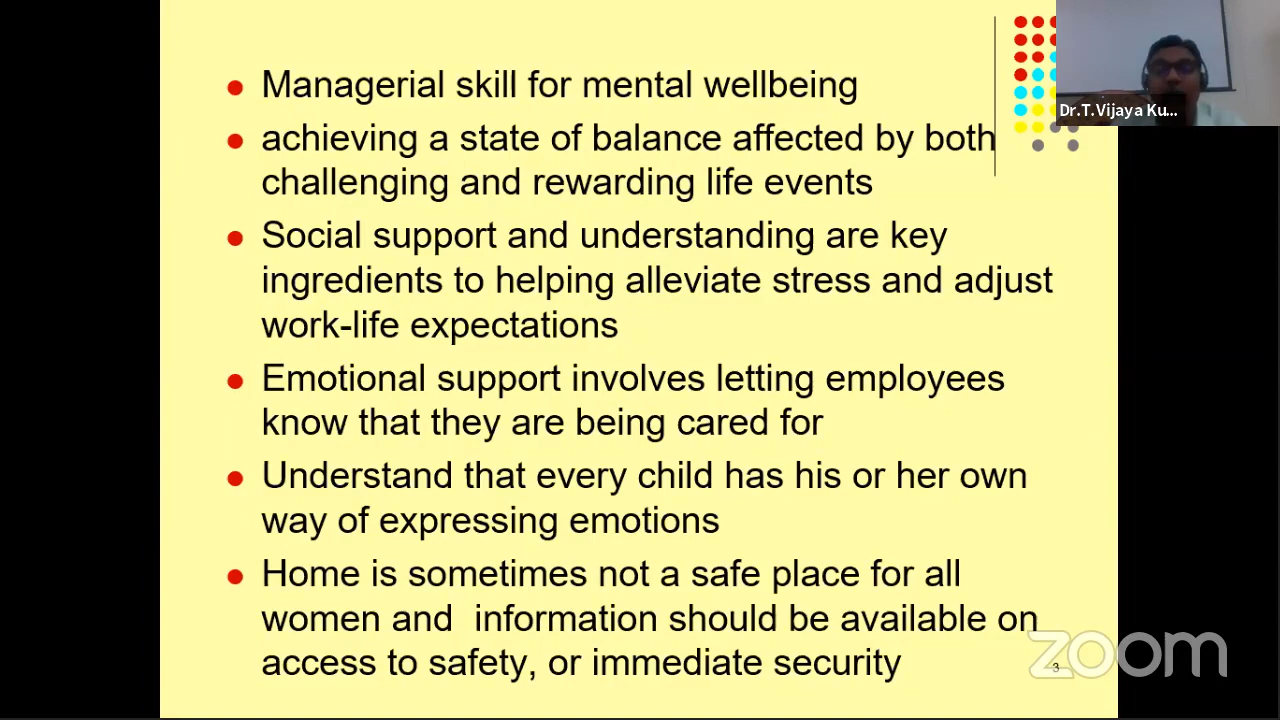 Managerial skill for mental wellbeing
achieving a state of balance affected by both
challenging and rewarding life events
Social support and understanding are key
ingredients to helping alleviate stress and adjust
work-life expectations
Emotional support involves letting employees
know that they are being cared for
Understand that every child has his or her own
way of expressing emotions
Home is sometimes not a safe place for all
women and  information should be available on
access to safety, or immediate security
Dr.T.Vijaya Ku...
3
zoom